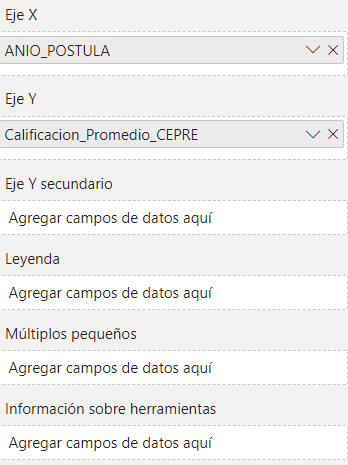 Eje X
ANIO_POSTULA
Eje Y
Calificacion_Promedio_CEPRE
Eje Y secundario
Agregar campos de datos aquí
Leyenda
Agregar campos de datos aquí
Múltiplos pequeños
Agregar campos de datos aquí
Información sobre herramientas
Agregar campos de datos aquí